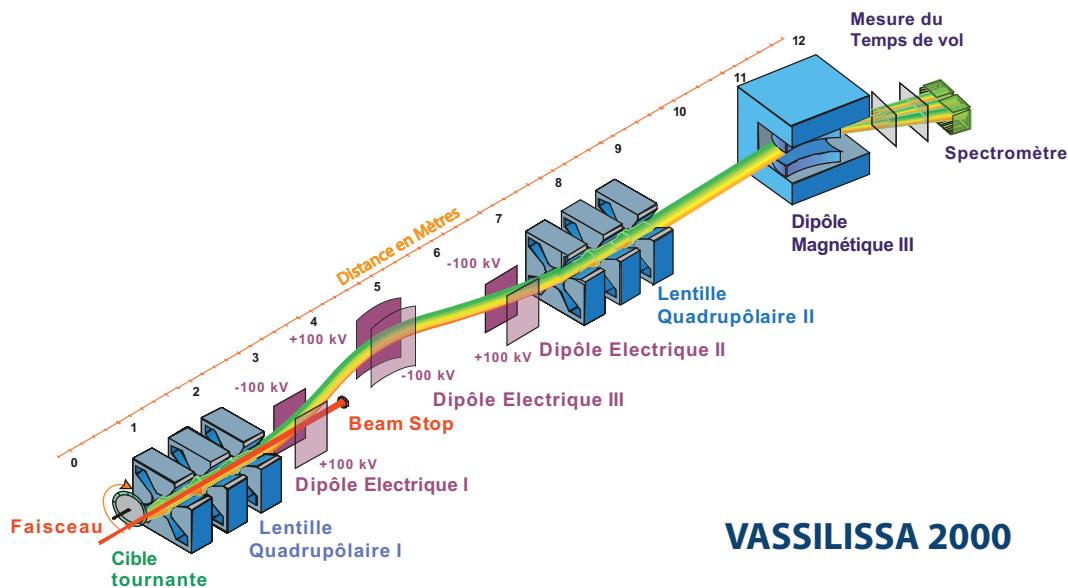 Mesure du
Temps de vol
12
11
10
9
8
7
6
5
4
3
2
1
0
Distance en Mètres
Spectromètre
Dipôle
Magnétique III
Lentille
Quadrupôlaire II
-100 kV
+100 kV
Dipôle Electrique II
+100 kV
-100 kV
Dipôle Electrique III
-100 kV
Beam Stop
+100 kV
Dipôle Electrique I
Faisceau
Lentille
Quadrupôlaire I
Cible
tournante
VASSILISSA 2000